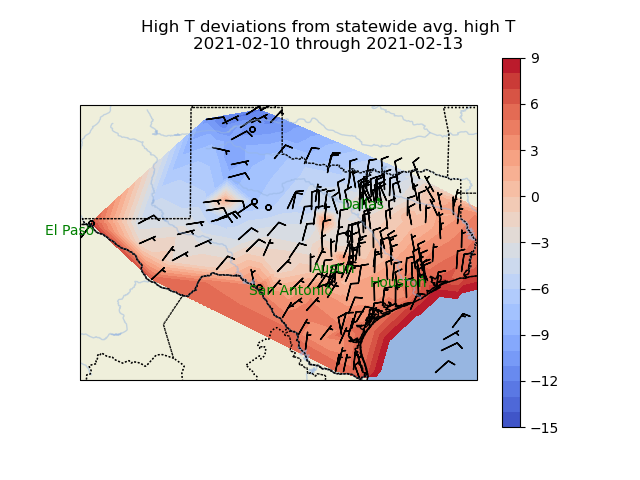 High T deviations from statewide avg. high T
2021-02-10 through 2021-02-13
9
6
3
0
−3
−6
−9
−12
−15
Dallas
El Paso
Austin
Houston
San Antonio